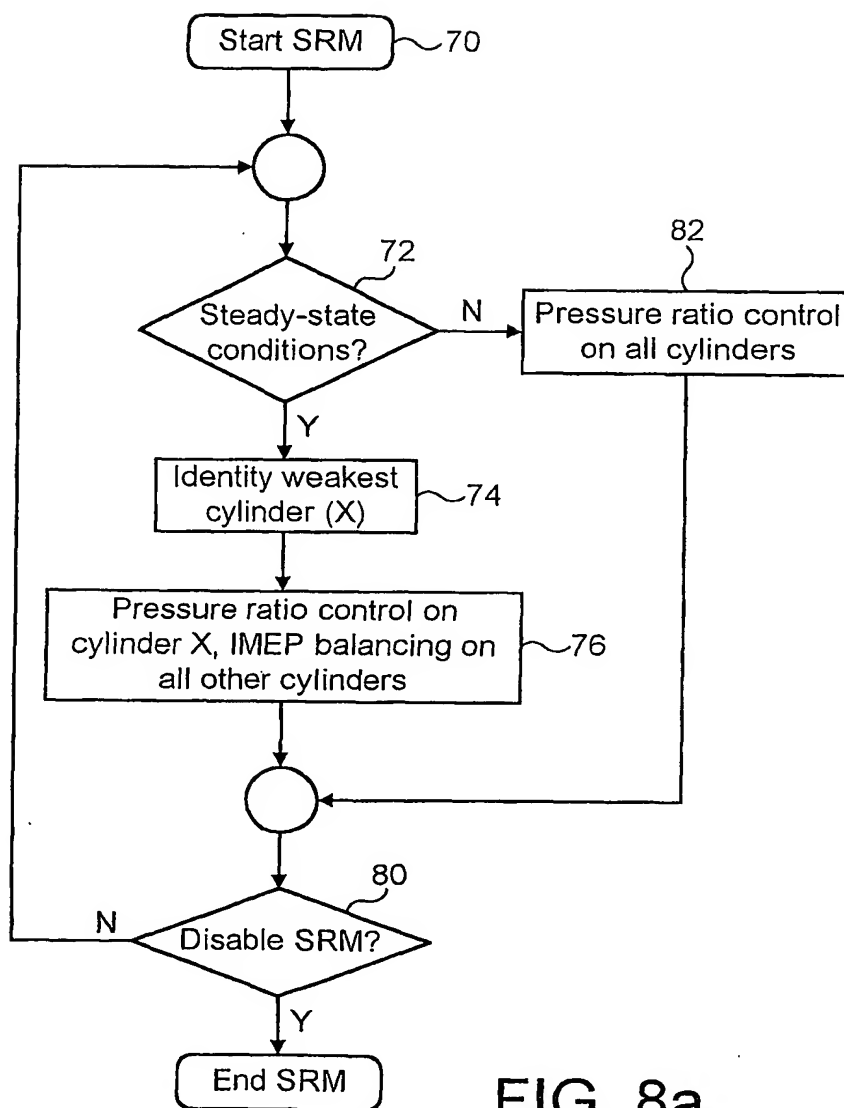 Start SRM
70
72
Steady-state
conditions?
N
82
Pressure ratio control
on all cylinders
Y
Identity weakest
cylinder (X)
74
Pressure ratio control on
cylinder X, IMEP balancing on
all other cylinders
76
80
N
Disable SRM?
Y
End SRM
FIG. 8a